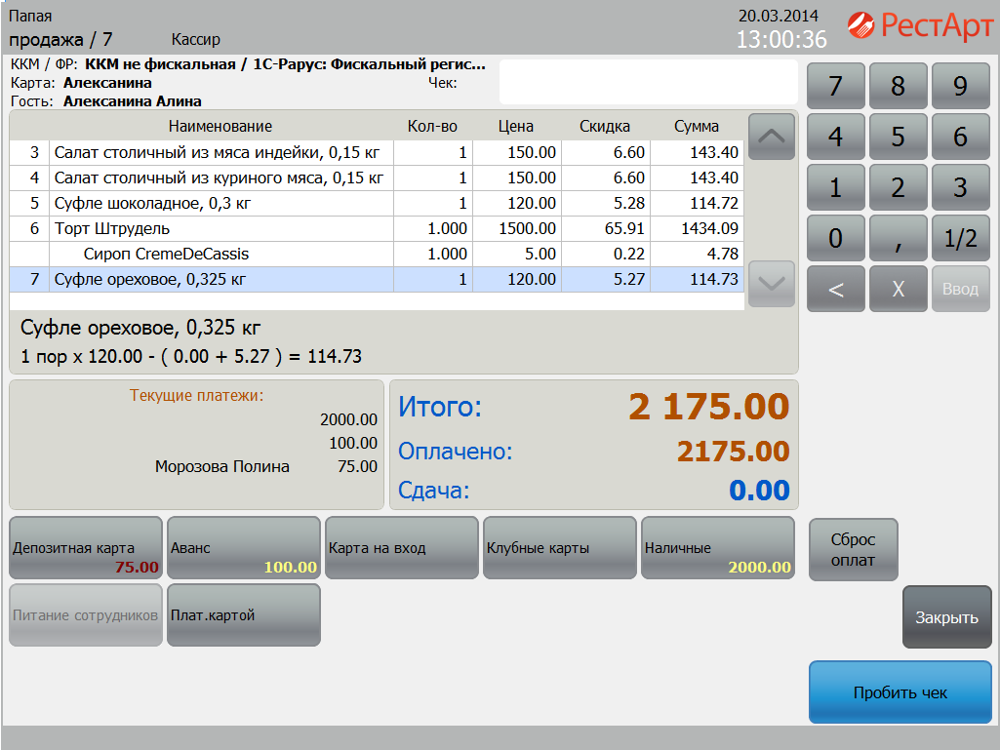 Папая
20.03.2014
РестАрт
продажа / 7 Кассир 13:00:36
ККМ / ФР: ККМ не фискальная / 1С-Рарус: Фискальный регис...
Карта: Алексанина Чек:
Гость: Алексанина Алина
Наименование Кол-во Цена Скидка Сумма
3 Салат столичный из мяса индейки, 0,15 кг 1 150.00 6.60 143.40
4 Салат столичный из куриного мяса, 0,15 кг 1 150.00 6.60 143.40
5 Суфле шоколадное, 0,3 кг 1 120.00 5.28 114.72
6 Торт Штрудель 1.000 1500.00 65.91 1434.09
Сироп CremeDeCassis 1.000 5.00 0.22 4.78
7 Суфле ореховое, 0,325 кг 1 120.00 5.27 114.73
Суфле ореховое, 0,325 кг
1 пор x 120.00 - ( 0.00 + 5.27 ) = 114.73
7 8 9
4 5 6
1 2 3
0 , 1/2
< X Ввод
Текущие платежи:
2000.00
100.00
Морозова Полина 75.00
Итого: 2 175.00
Оплачено: 2175.00
Сдача: 0.00
Депозитная карта
75.00
Аванс
100.00
Карта на вход
Клубные карты
Наличные
2000.00
Сброс
оплат
Питание сотрудников
Плат.картой
Закрыть
Пробить чек